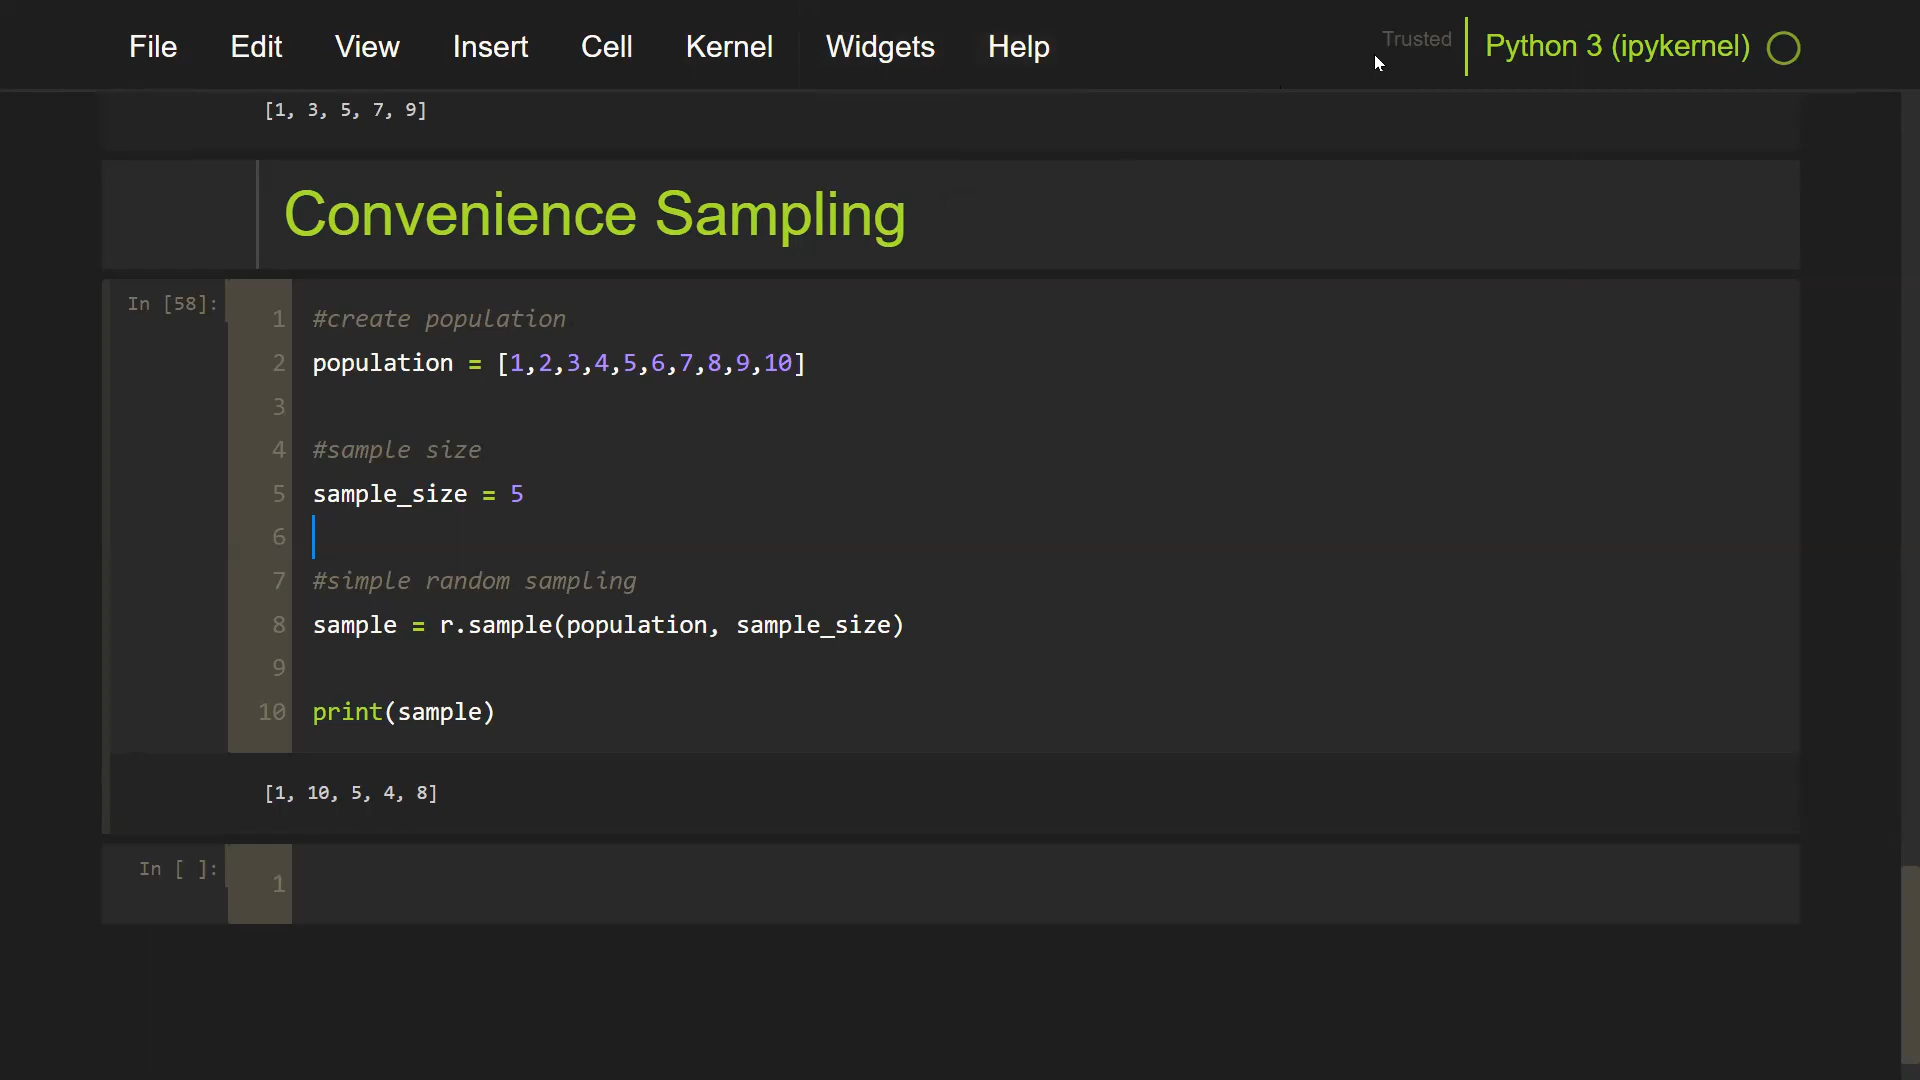 File Edit View Insert Cell Kernel Widgets Help Trusted Python 3 (ipykernel)
[1, 3, 5, 7, 9]
Convenience Sampling
In [58]:
1 #create population
2 population = [1,2,3,4,5,6,7,8,9,10]
3
4 #sample size
5 sample_size = 5
6
7 #simple random sampling
8 sample = r.sample(population, sample_size)
9
10 print(sample)
[1, 10, 5, 4, 8]
In [ ]:
1